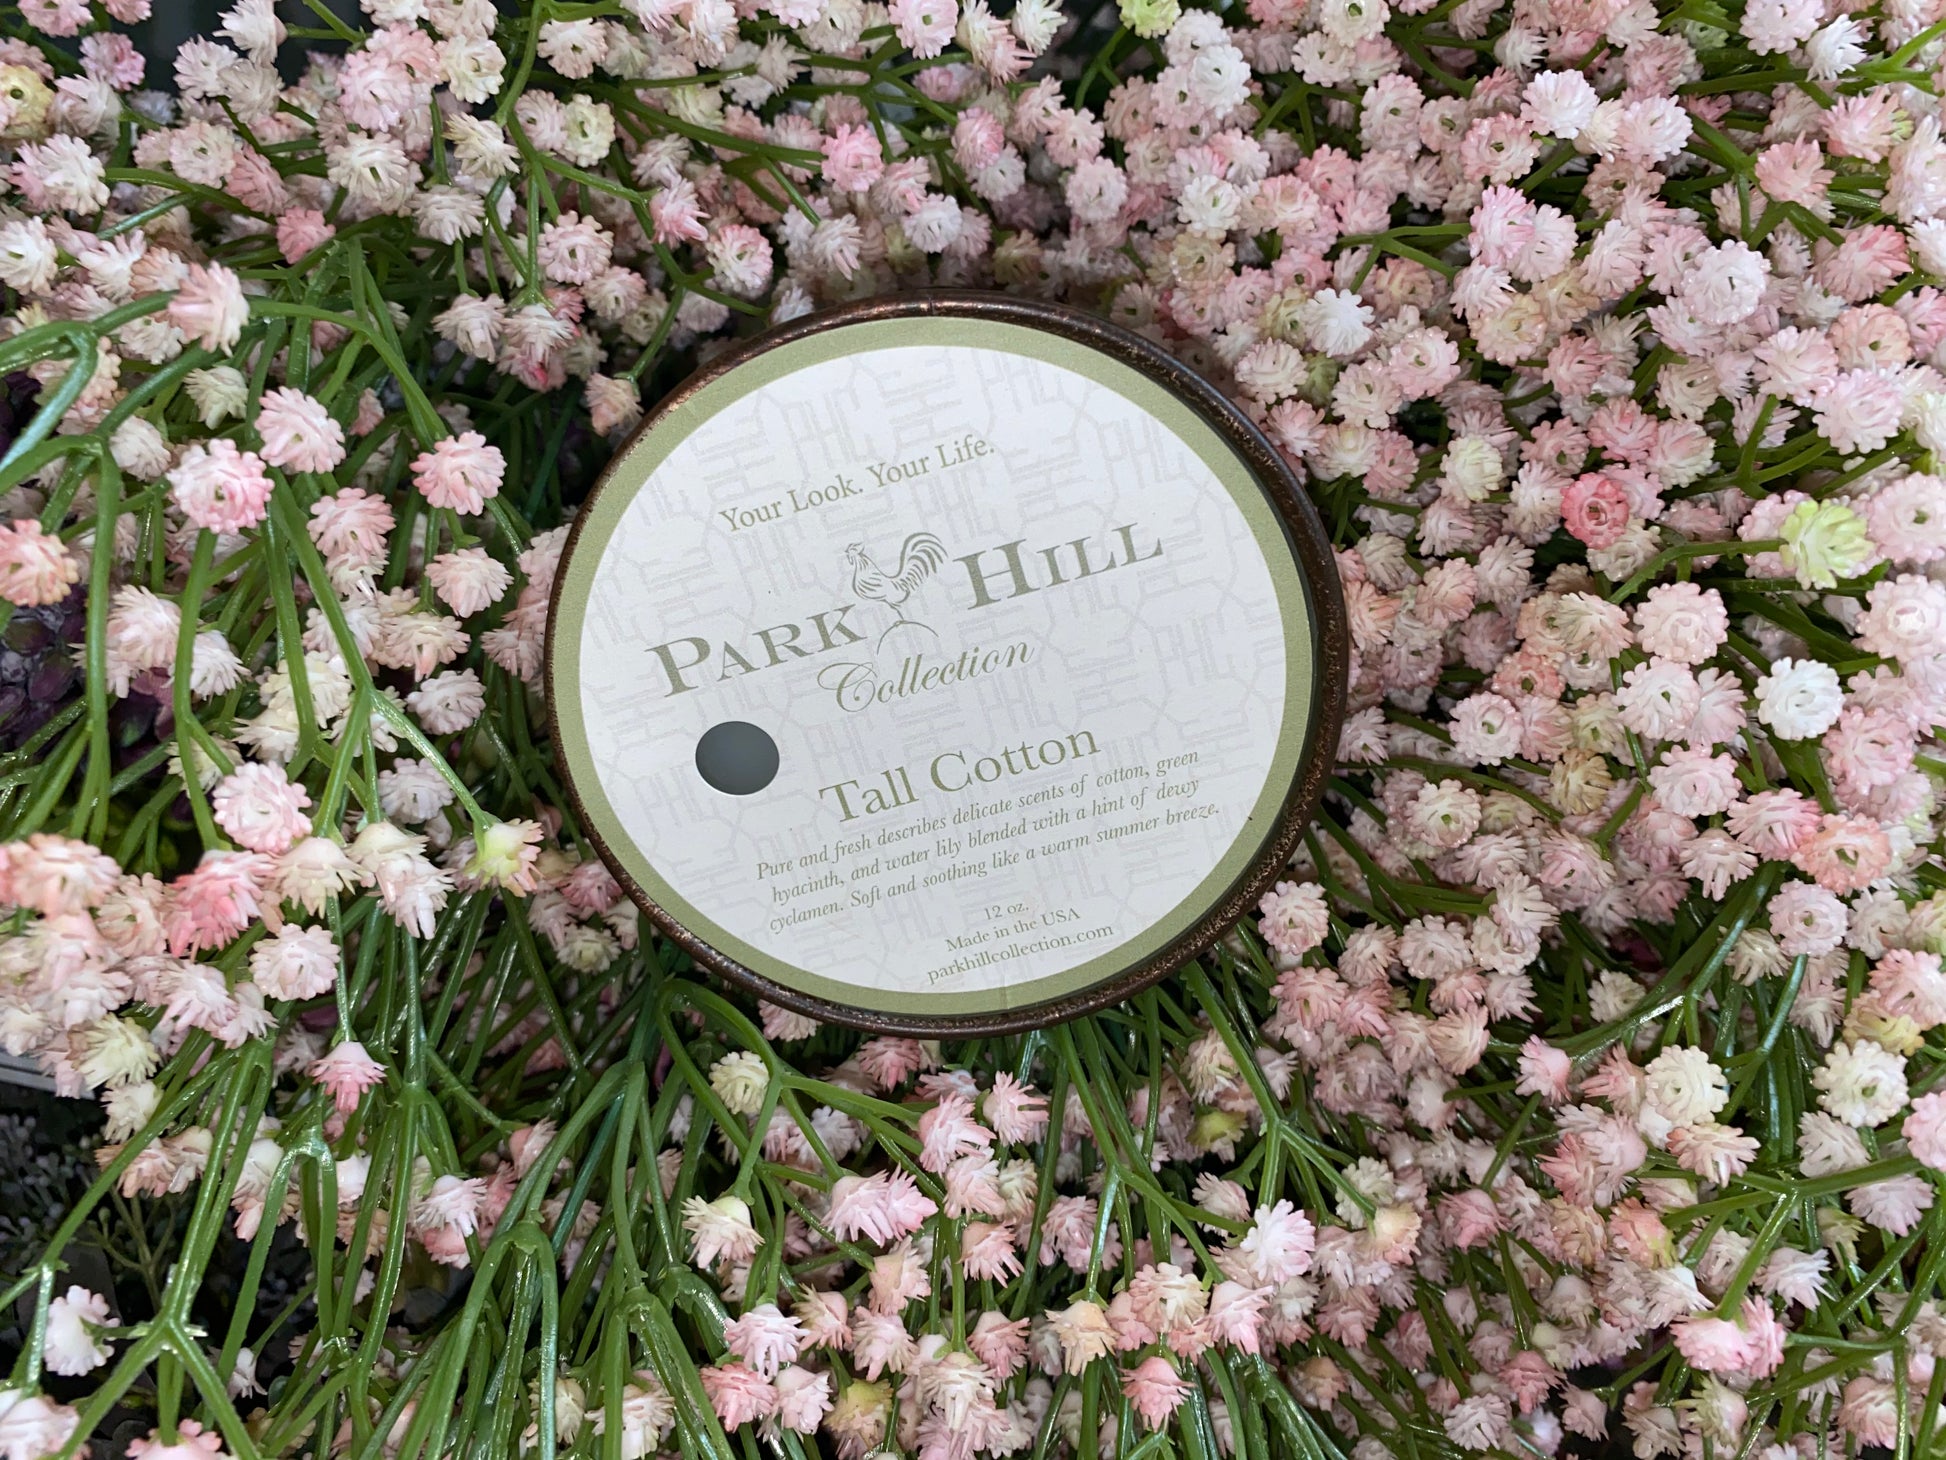 Your Look. Your Life.
PARK HILL
Collection
Tall Cotton
Pure and fresh describes delicate scents of cotton, green
hyacinth, and water lily blended with a hint of dewy
cyclamen. Soft and soothing like a warm summer breeze.
12 oz.
Made in the USA
parkhillcollection.com